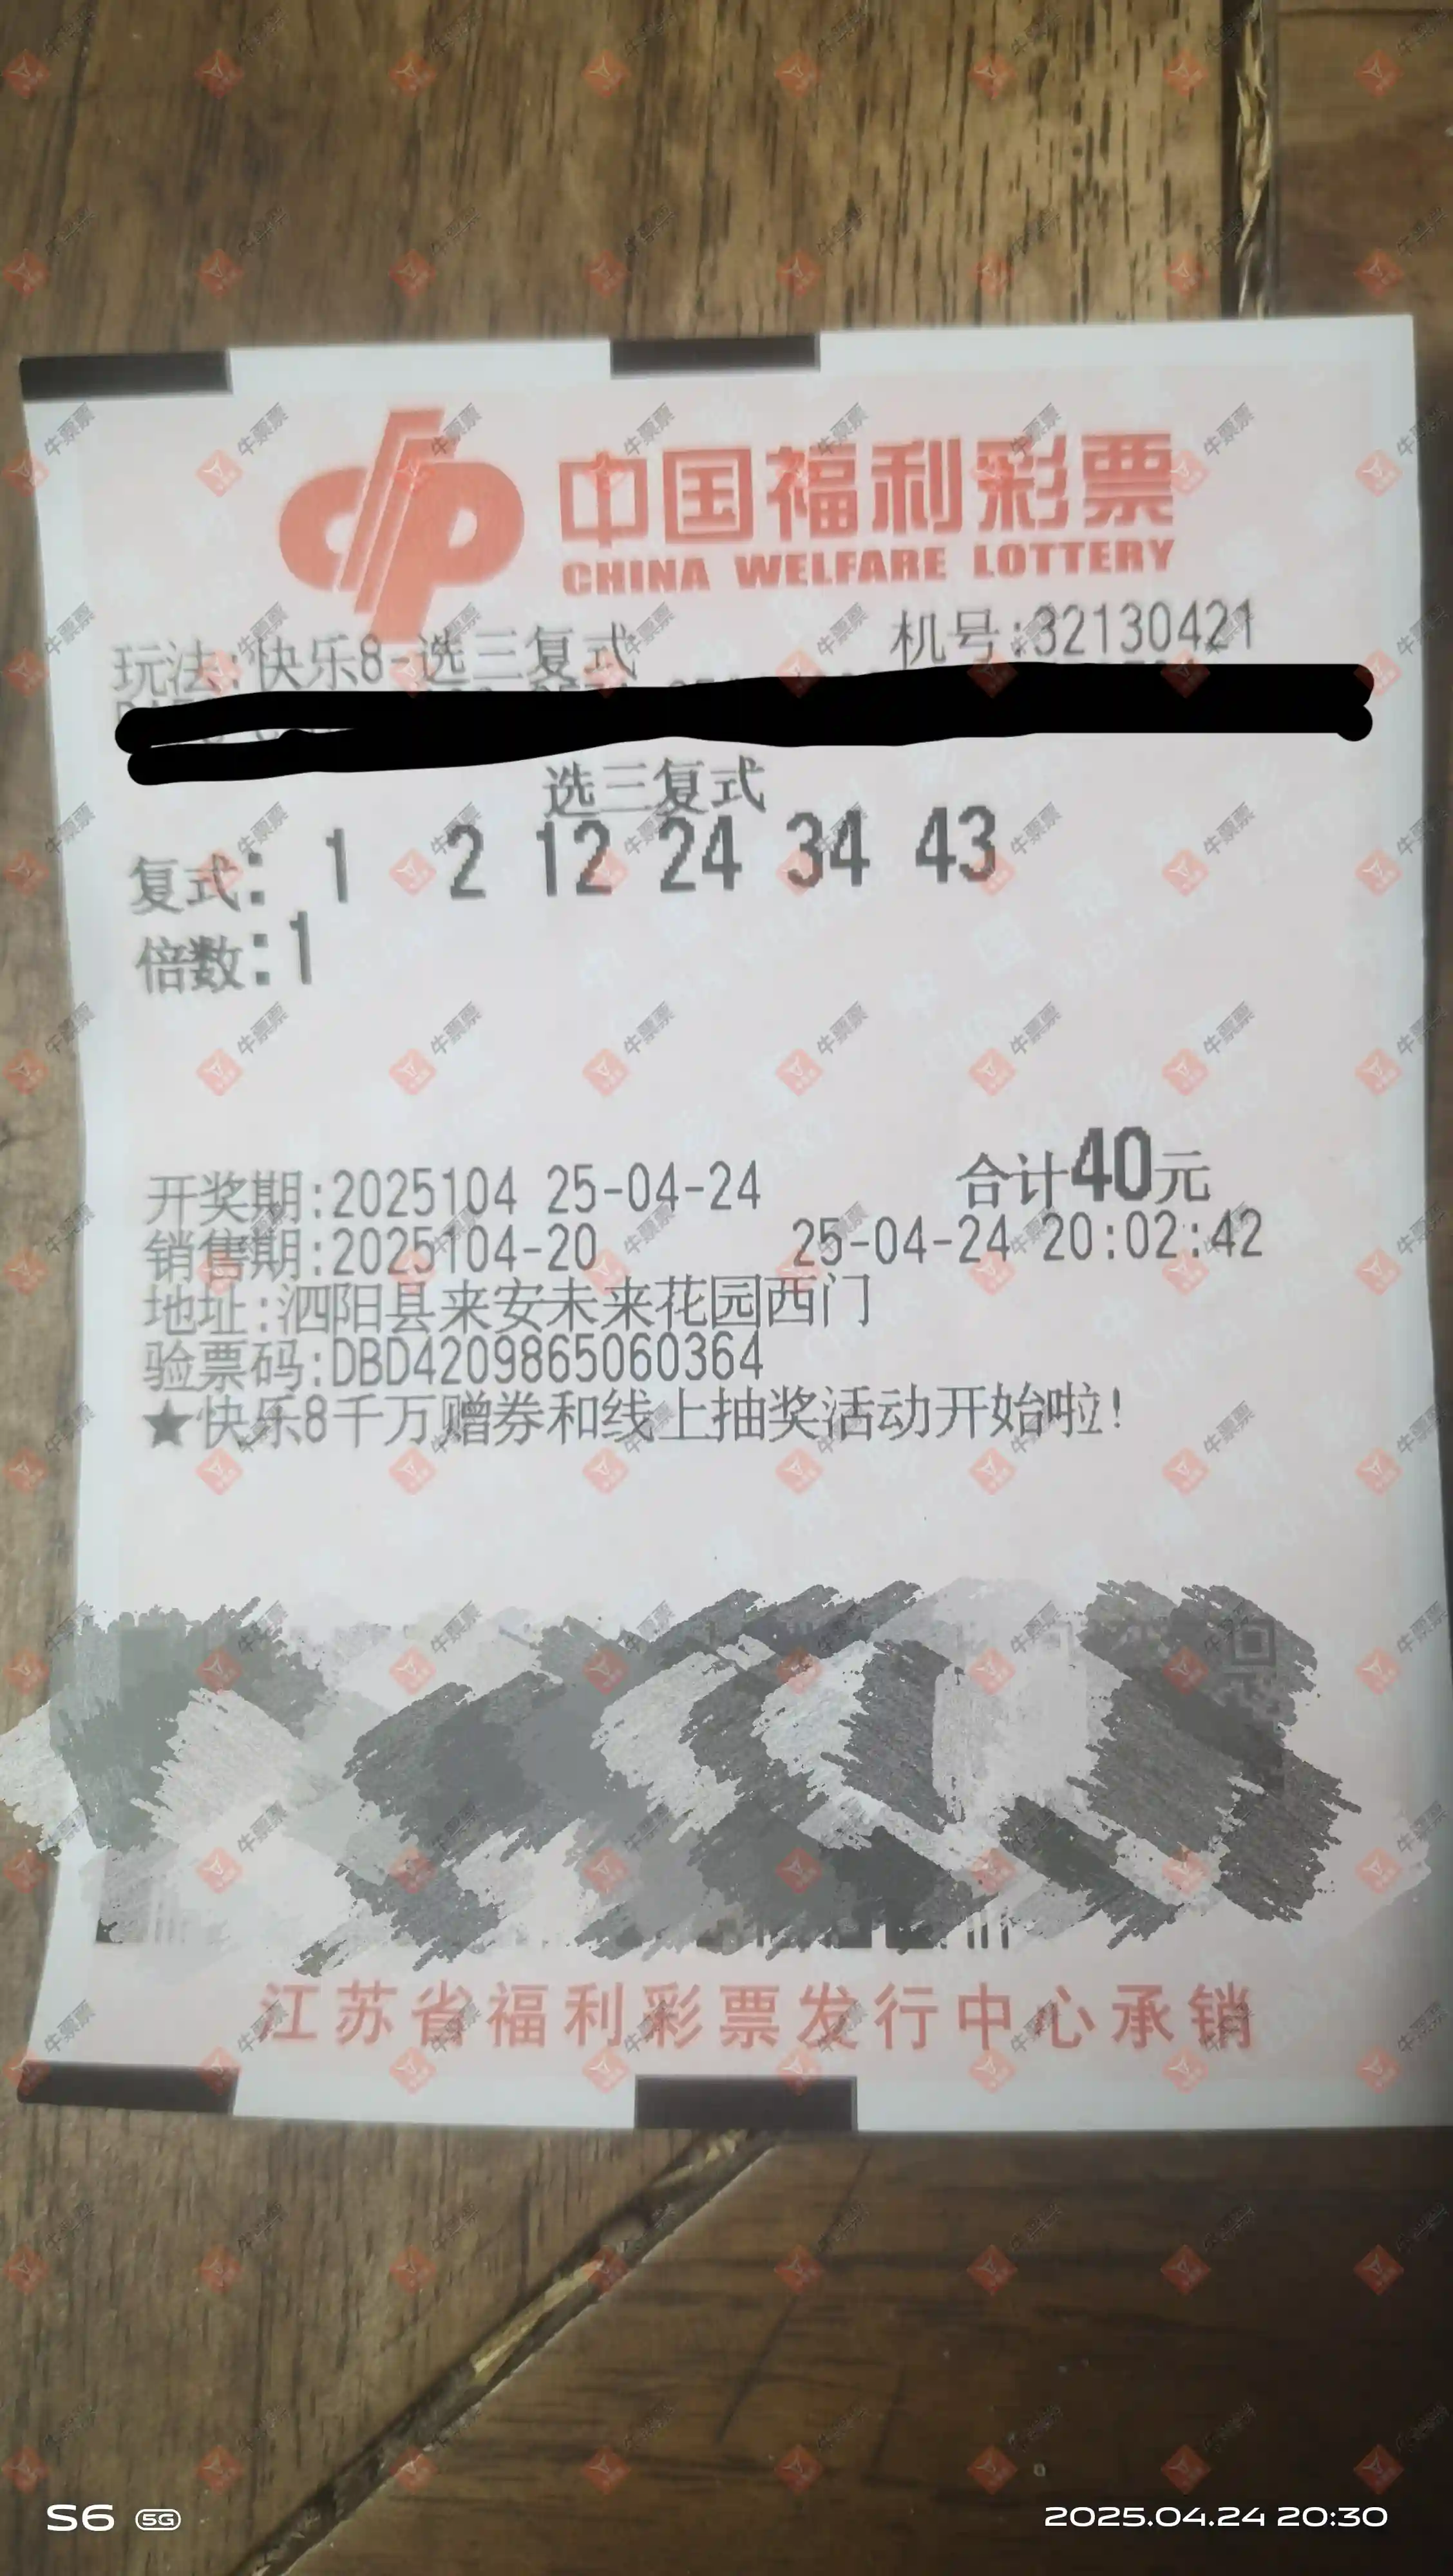 中国福利彩票
CHINA WELFARE LOTTERY
玩法:快乐8-选三复式 机号:32130421
选三复式
复式: 1 2 12 24 34 43
倍数:1
合计40元
开奖期:2025104 25-04-24
销售期:2025104-20 25-04-24 20:02:42
地址:泗阳县来安未来花园西门
验票码:DBD4209865060364
★快乐8千万赠券和线上抽奖活动开始啦!
江苏省福利彩票发行中心承销
S6 5G 2025.04.24 20:30
牛票票